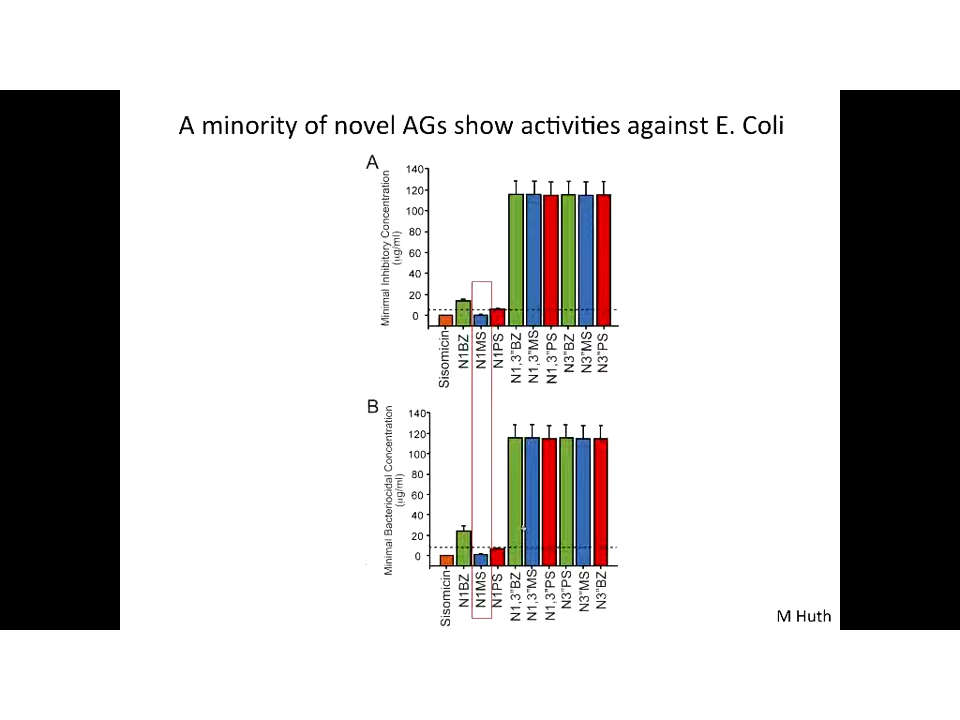 A minority of novel AGs show activities against E. Coli
A
Minimal Inhibitory Concentration
(µg/ml)
140
120
100
80
60
40
20
0
Sisomicin
N1BZ
N1MS
N1PS
N1,3"BZ
N1,3"MS
N1,3"PS
N3"BZ
N3"MS
N3"PS
B
Minimal Bacteriocidal Concentration
(µg/ml)
140
120
100
80
60
40
20
0
Sisomicin
N1BZ
N1MS
N1PS
N1,3"BZ
N1,3"MS
N1,3"PS
N3"PS
N3"MS
N3"BZ
M Huth